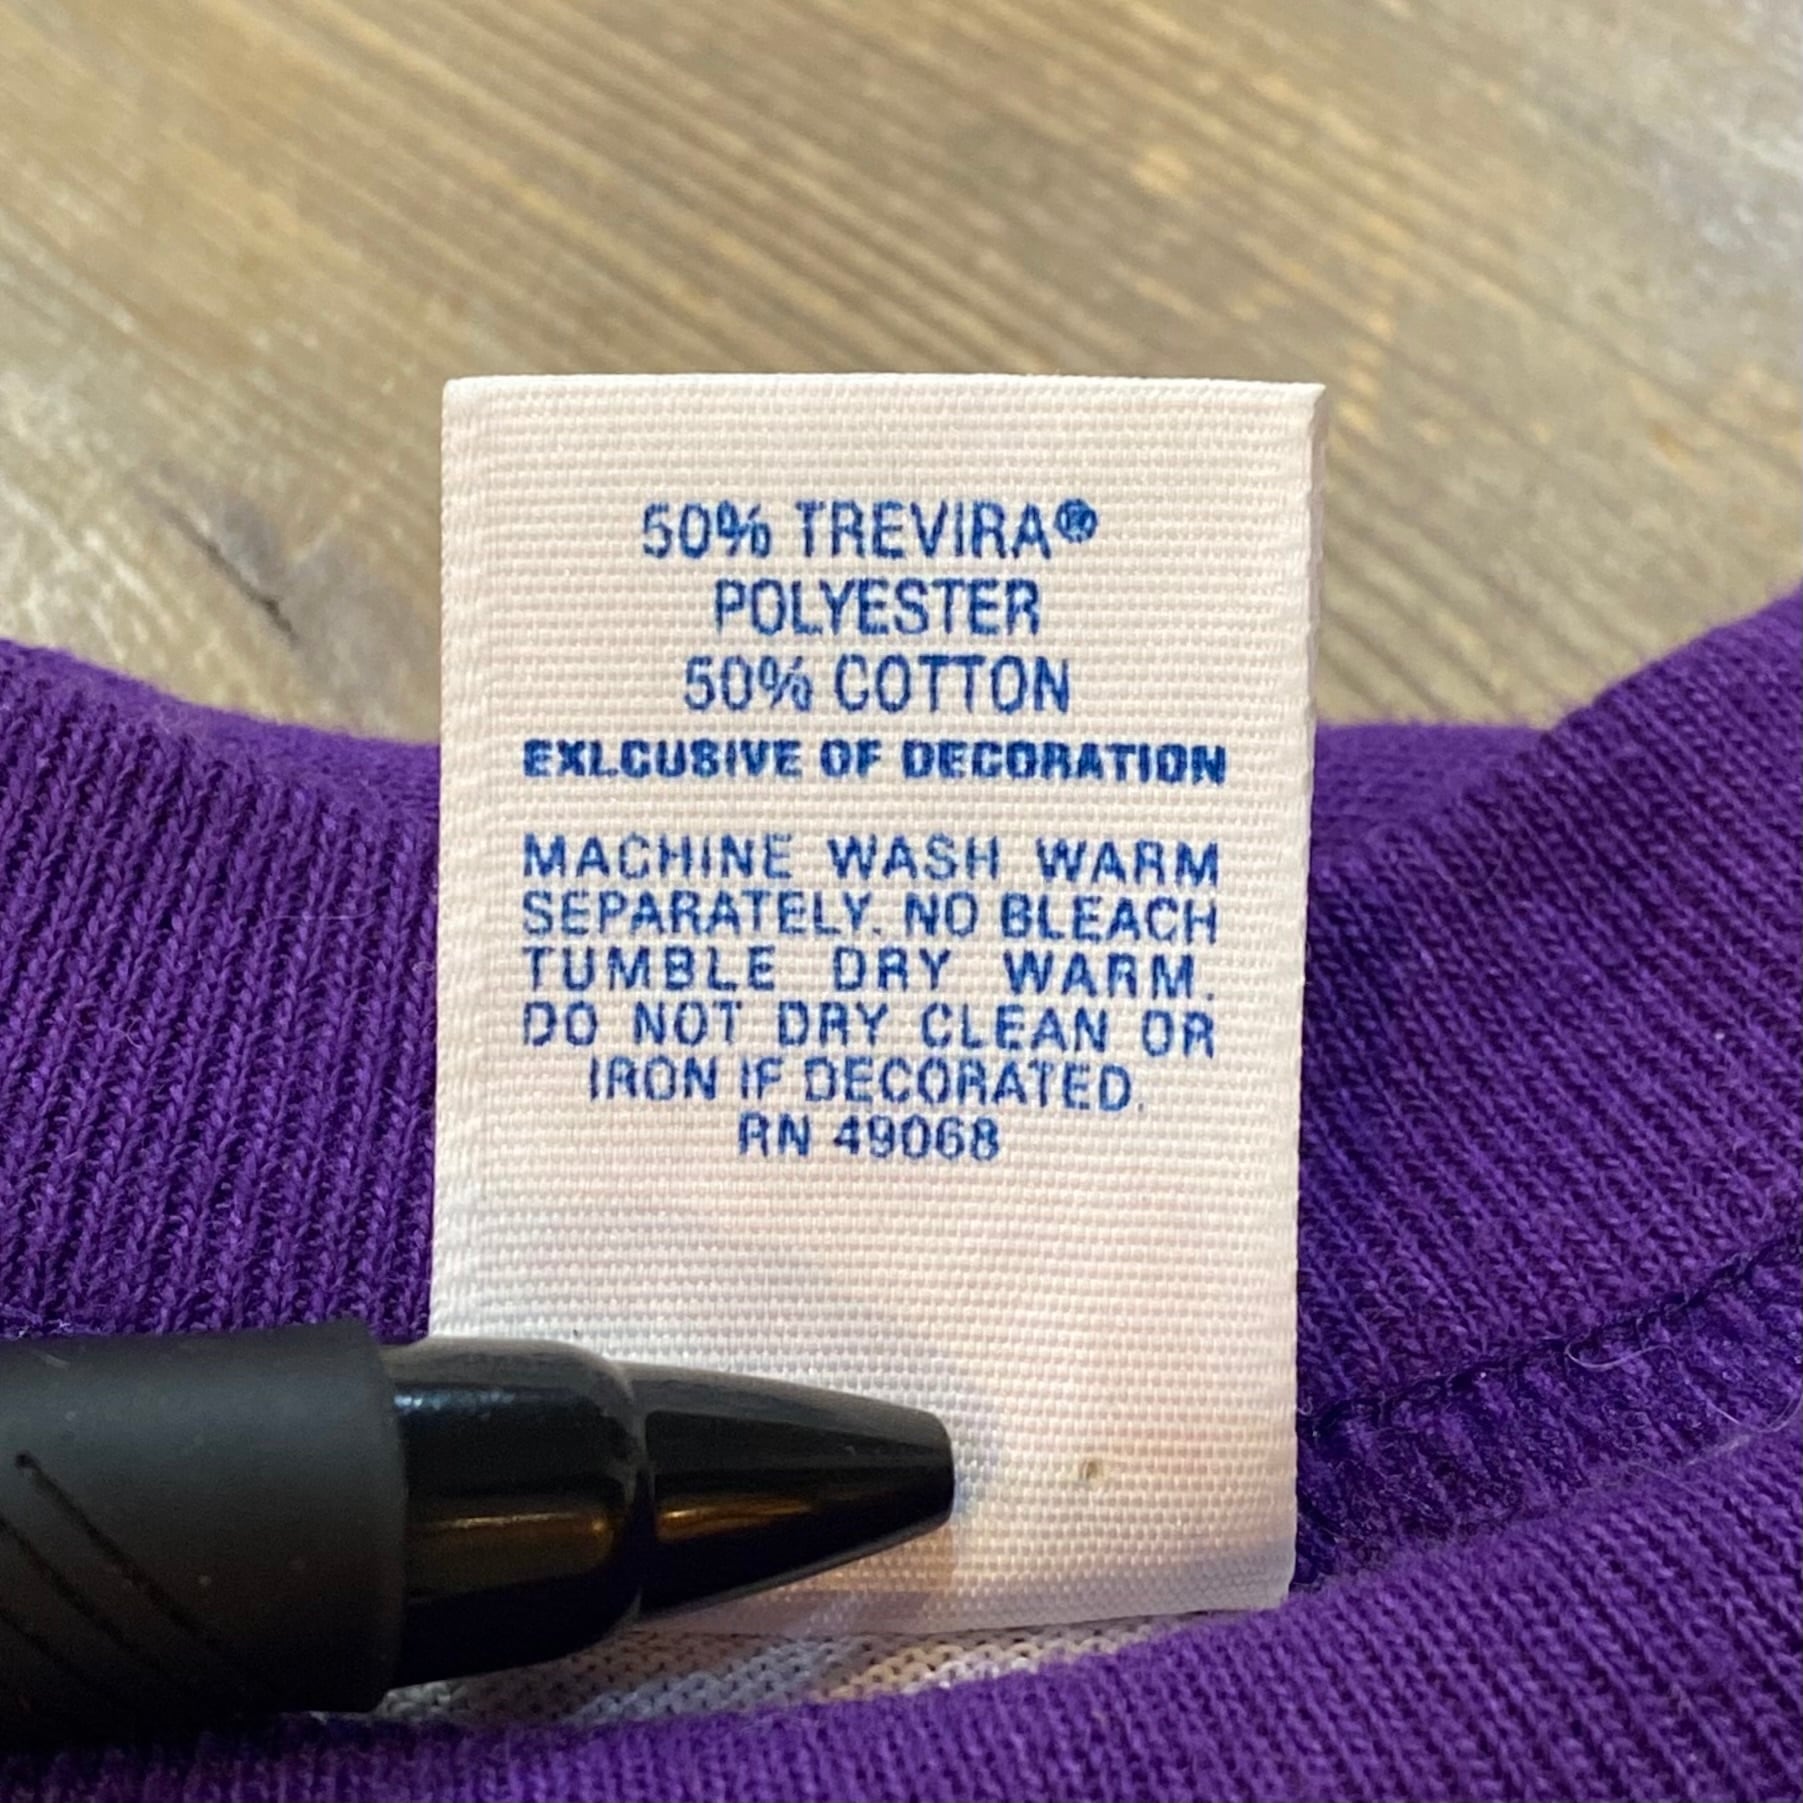 50% TREVIRA®
POLYESTER
50% COTTON
EXLCUSIVE OF DECORATION
MACHINE WASH WARM
SEPARATELY. NO BLEACH
TUMBLE DRY WARM.
DO NOT DRY CLEAN OR
IRON IF DECORATED.
RN 49068